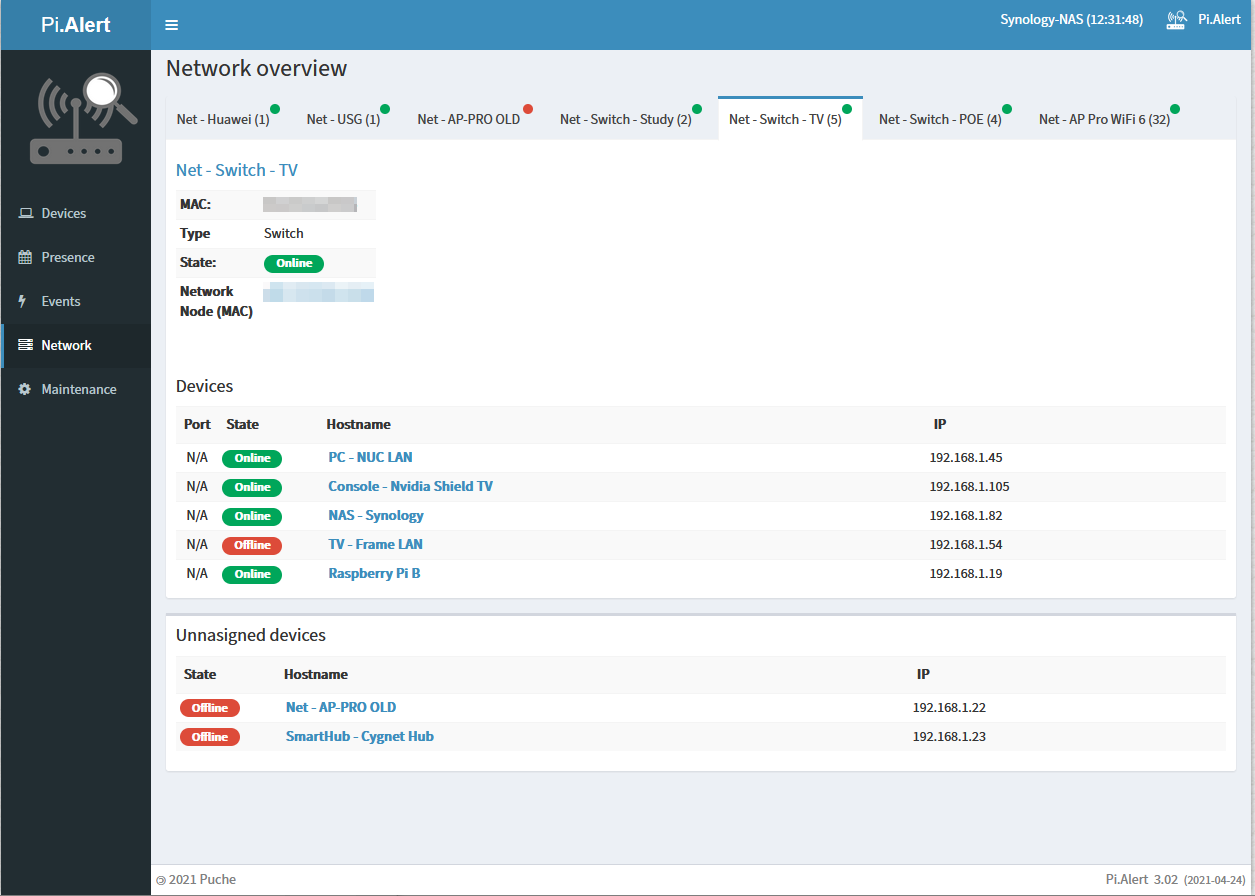 Pi.Alert
Synology-NAS (12:31:48)
Pi.Alert
Network overview
Net - Huawei (1)
Net - USG (1)
Net - AP-PRO OLD
Net - Switch - Study (2)
Net - Switch - TV (5)
Net - Switch - POE (4)
Net - AP Pro WiFi 6 (32)
Devices
Presence
Events
Network
Maintenance
Net - Switch - TV
MAC:
Type Switch
State: Online
Network
Node (MAC)
Devices
Port State Hostname IP
N/A Online PC - NUC LAN 192.168.1.45
N/A Online Console - Nvidia Shield TV 192.168.1.105
N/A Online NAS - Synology 192.168.1.82
N/A Offline TV - Frame LAN 192.168.1.54
N/A Online Raspberry Pi B 192.168.1.19
Unnasigned devices
State Hostname IP
Offline Net - AP-PRO OLD 192.168.1.22
Offline SmartHub - Cygnet Hub 192.168.1.23
© 2021 Puche
Pi.Alert 3.02 (2021-04-24)